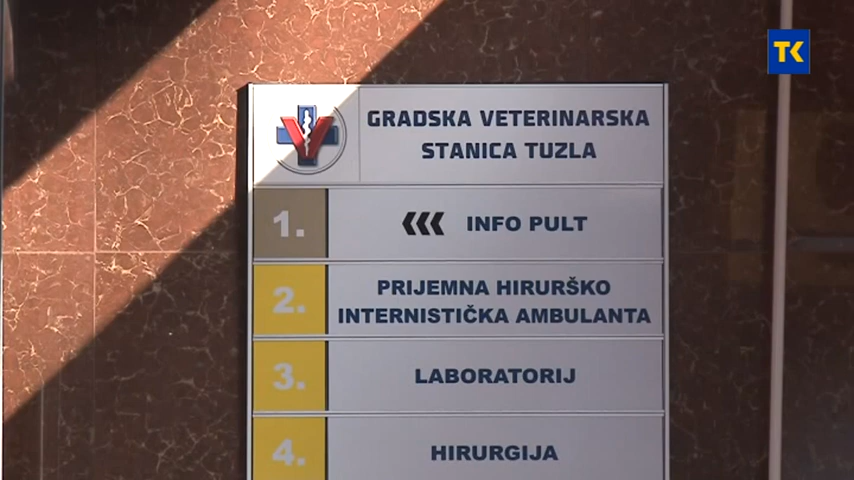 TK
V
GRADSKA VETERINARSKA
STANICA TUZLA
1. INFO PULT
2. PRIJEMNA HIRURŠKO
INTERNISTIČKA AMBULANTA
3. LABORATORIJ
4. HIRURGIJA